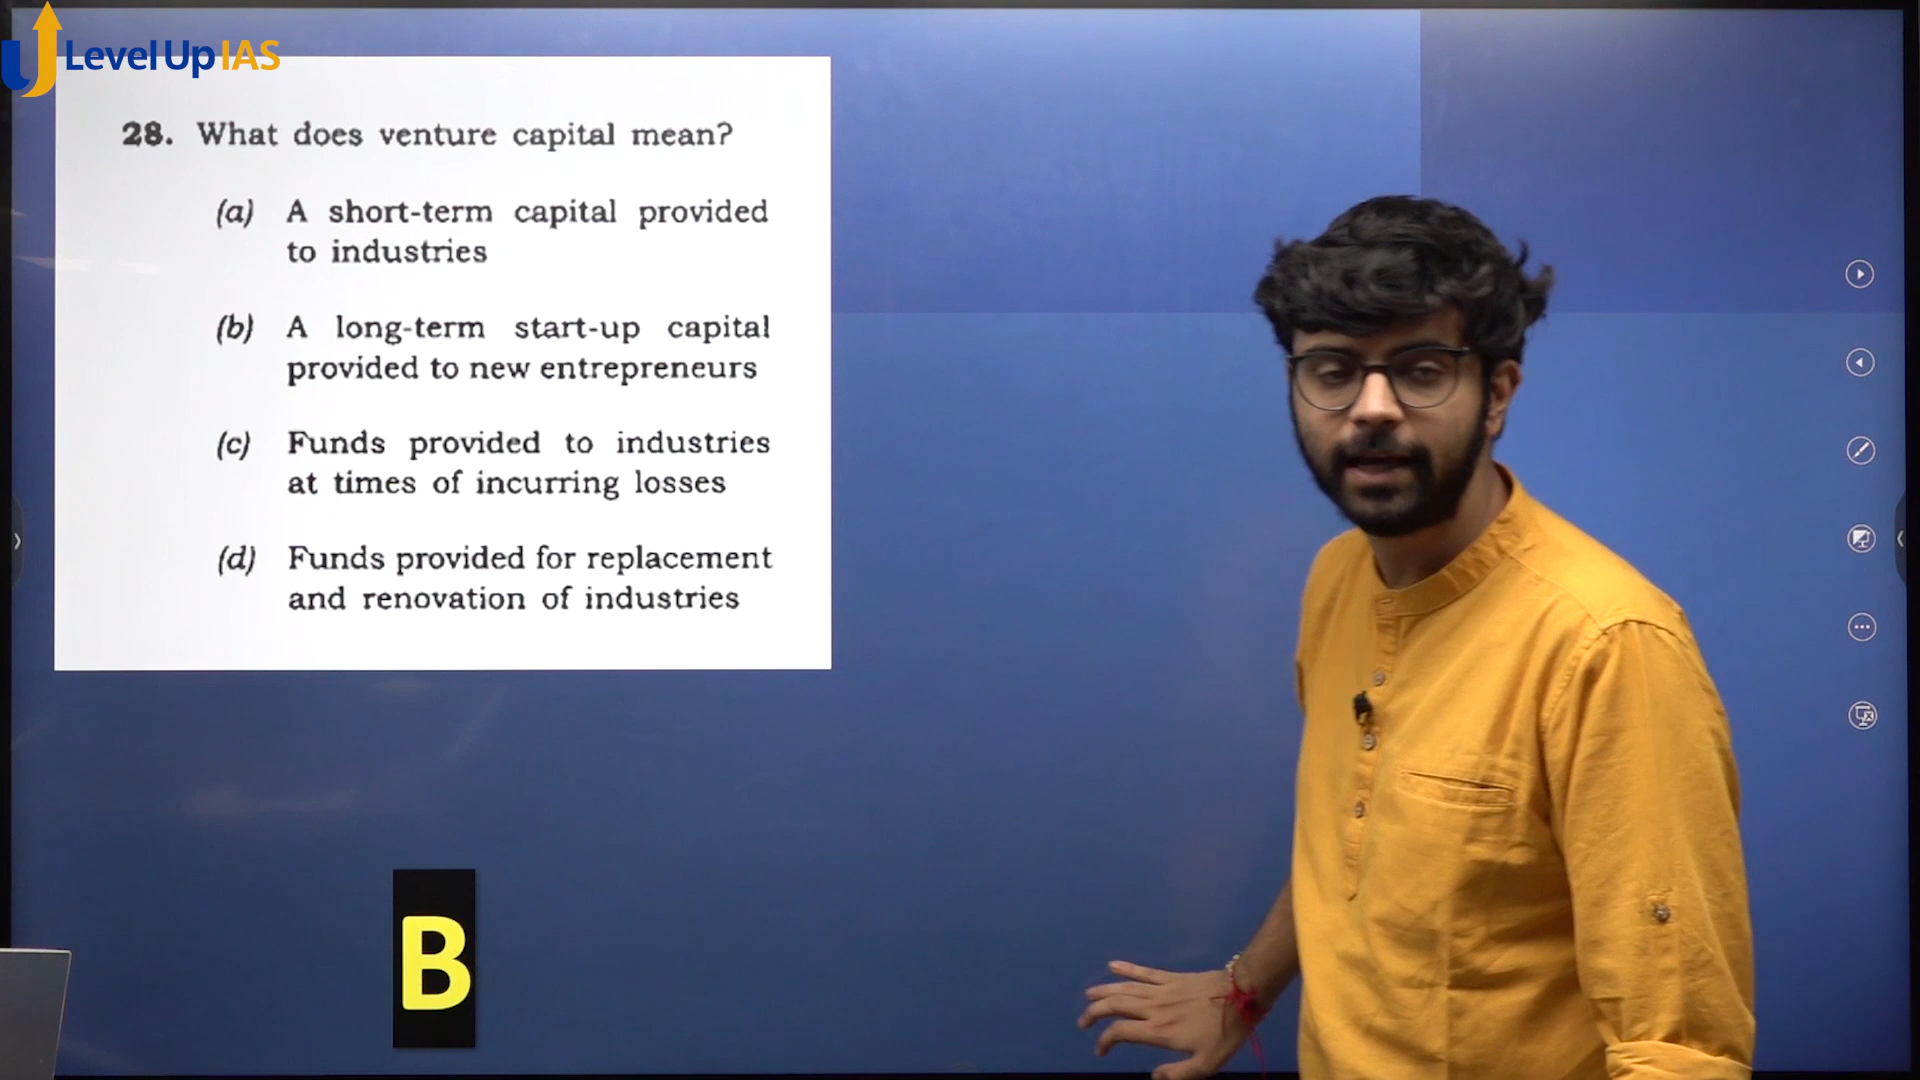 Level Up IAS
28. What does venture capital mean?
(a) A short-term capital provided
to industries
(b) A long-term start-up capital
provided to new entrepreneurs
(c) Funds provided to industries
at times of incurring losses
(d) Funds provided for replacement
and renovation of industries
B